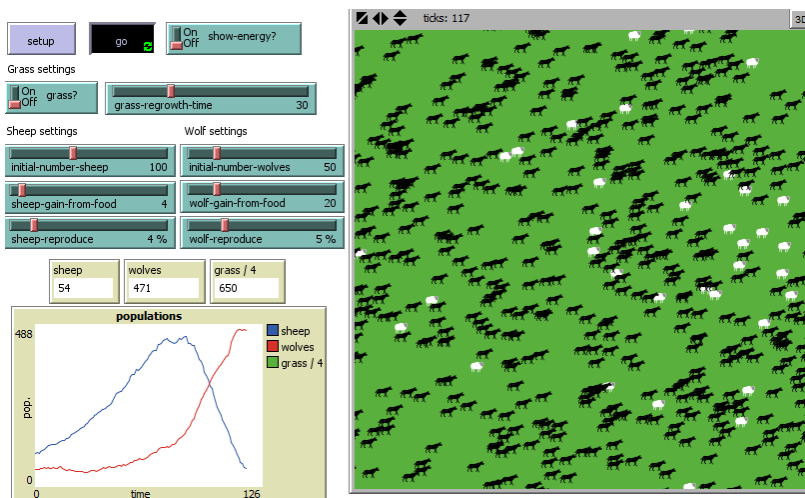 setup
go
On
Off
show-energy?
Grass settings
On
Off
grass?
grass-regrowth-time 30
Sheep settings
Wolf settings
initial-number-sheep 100
initial-number-wolves 50
sheep-gain-from-food 4
wolf-gain-from-food 20
sheep-reproduce 4 %
wolf-reproduce 5 %
sheep
54
wolves
471
grass / 4
650
populations
488
pop.
0
0
time
126
sheep
wolves
grass / 4
ticks: 117
3D